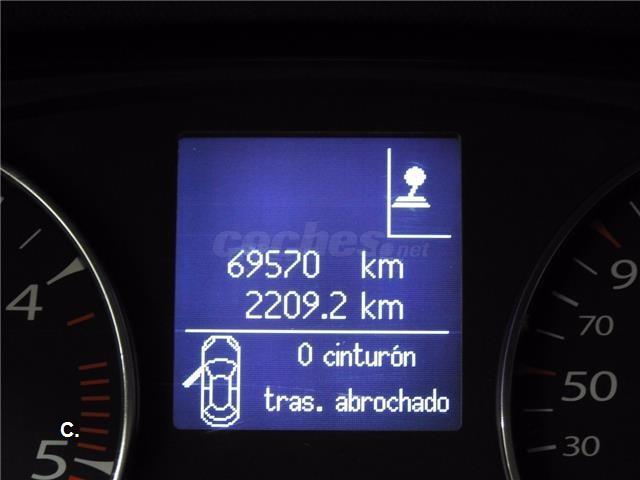 coches.net
69570 km
2209.2 km
0 cinturón
tras. abrochado
4
5
C.
9
70
50
30